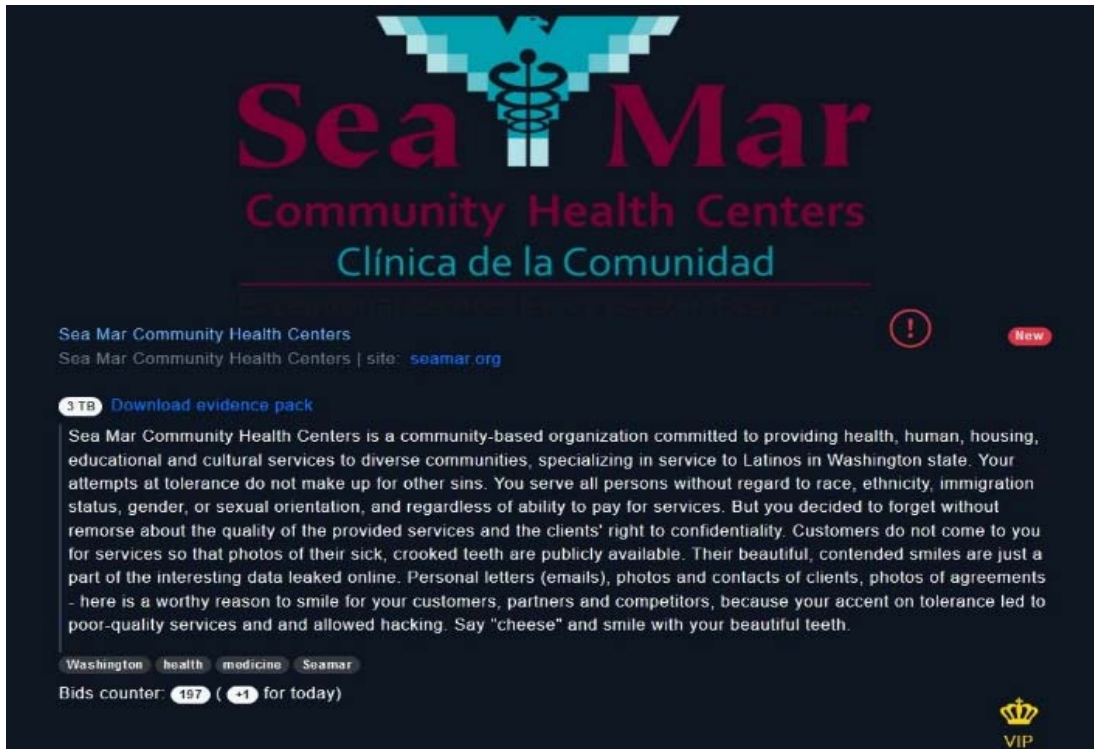 Sea Mar
Community Health Centers
Clínica de la Comunidad
Sea Mar Community Health Centers
New
Sea Mar Community Health Centers | site: seamar.org
3 TB Download evidence pack
Sea Mar Community Health Centers is a community-based organization committed to providing health, human, housing,
educational and cultural services to diverse communities, specializing in service to Latinos in Washington state. Your
attempts at tolerance do not make up for other sins. You serve all persons without regard to race, ethnicity, immigration
status, gender, or sexual orientation, and regardless of ability to pay for services. But you decided to forget without
remorse about the quality of the provided services and the clients' right to confidentiality. Customers do not come to you
for services so that photos of their sick, crooked teeth are publicly available. Their beautiful, contended smiles are just a
part of the interesting data leaked online. Personal letters (emails), photos and contacts of clients, photos of agreements
- here is a worthy reason to smile for your customers, partners and competitors, because your accent on tolerance led to
poor-quality services and and allowed hacking. Say "cheese" and smile with your beautiful teeth.
Washington health medicine Seamar
Bids counter: 197 ( +1 for today)
VIP